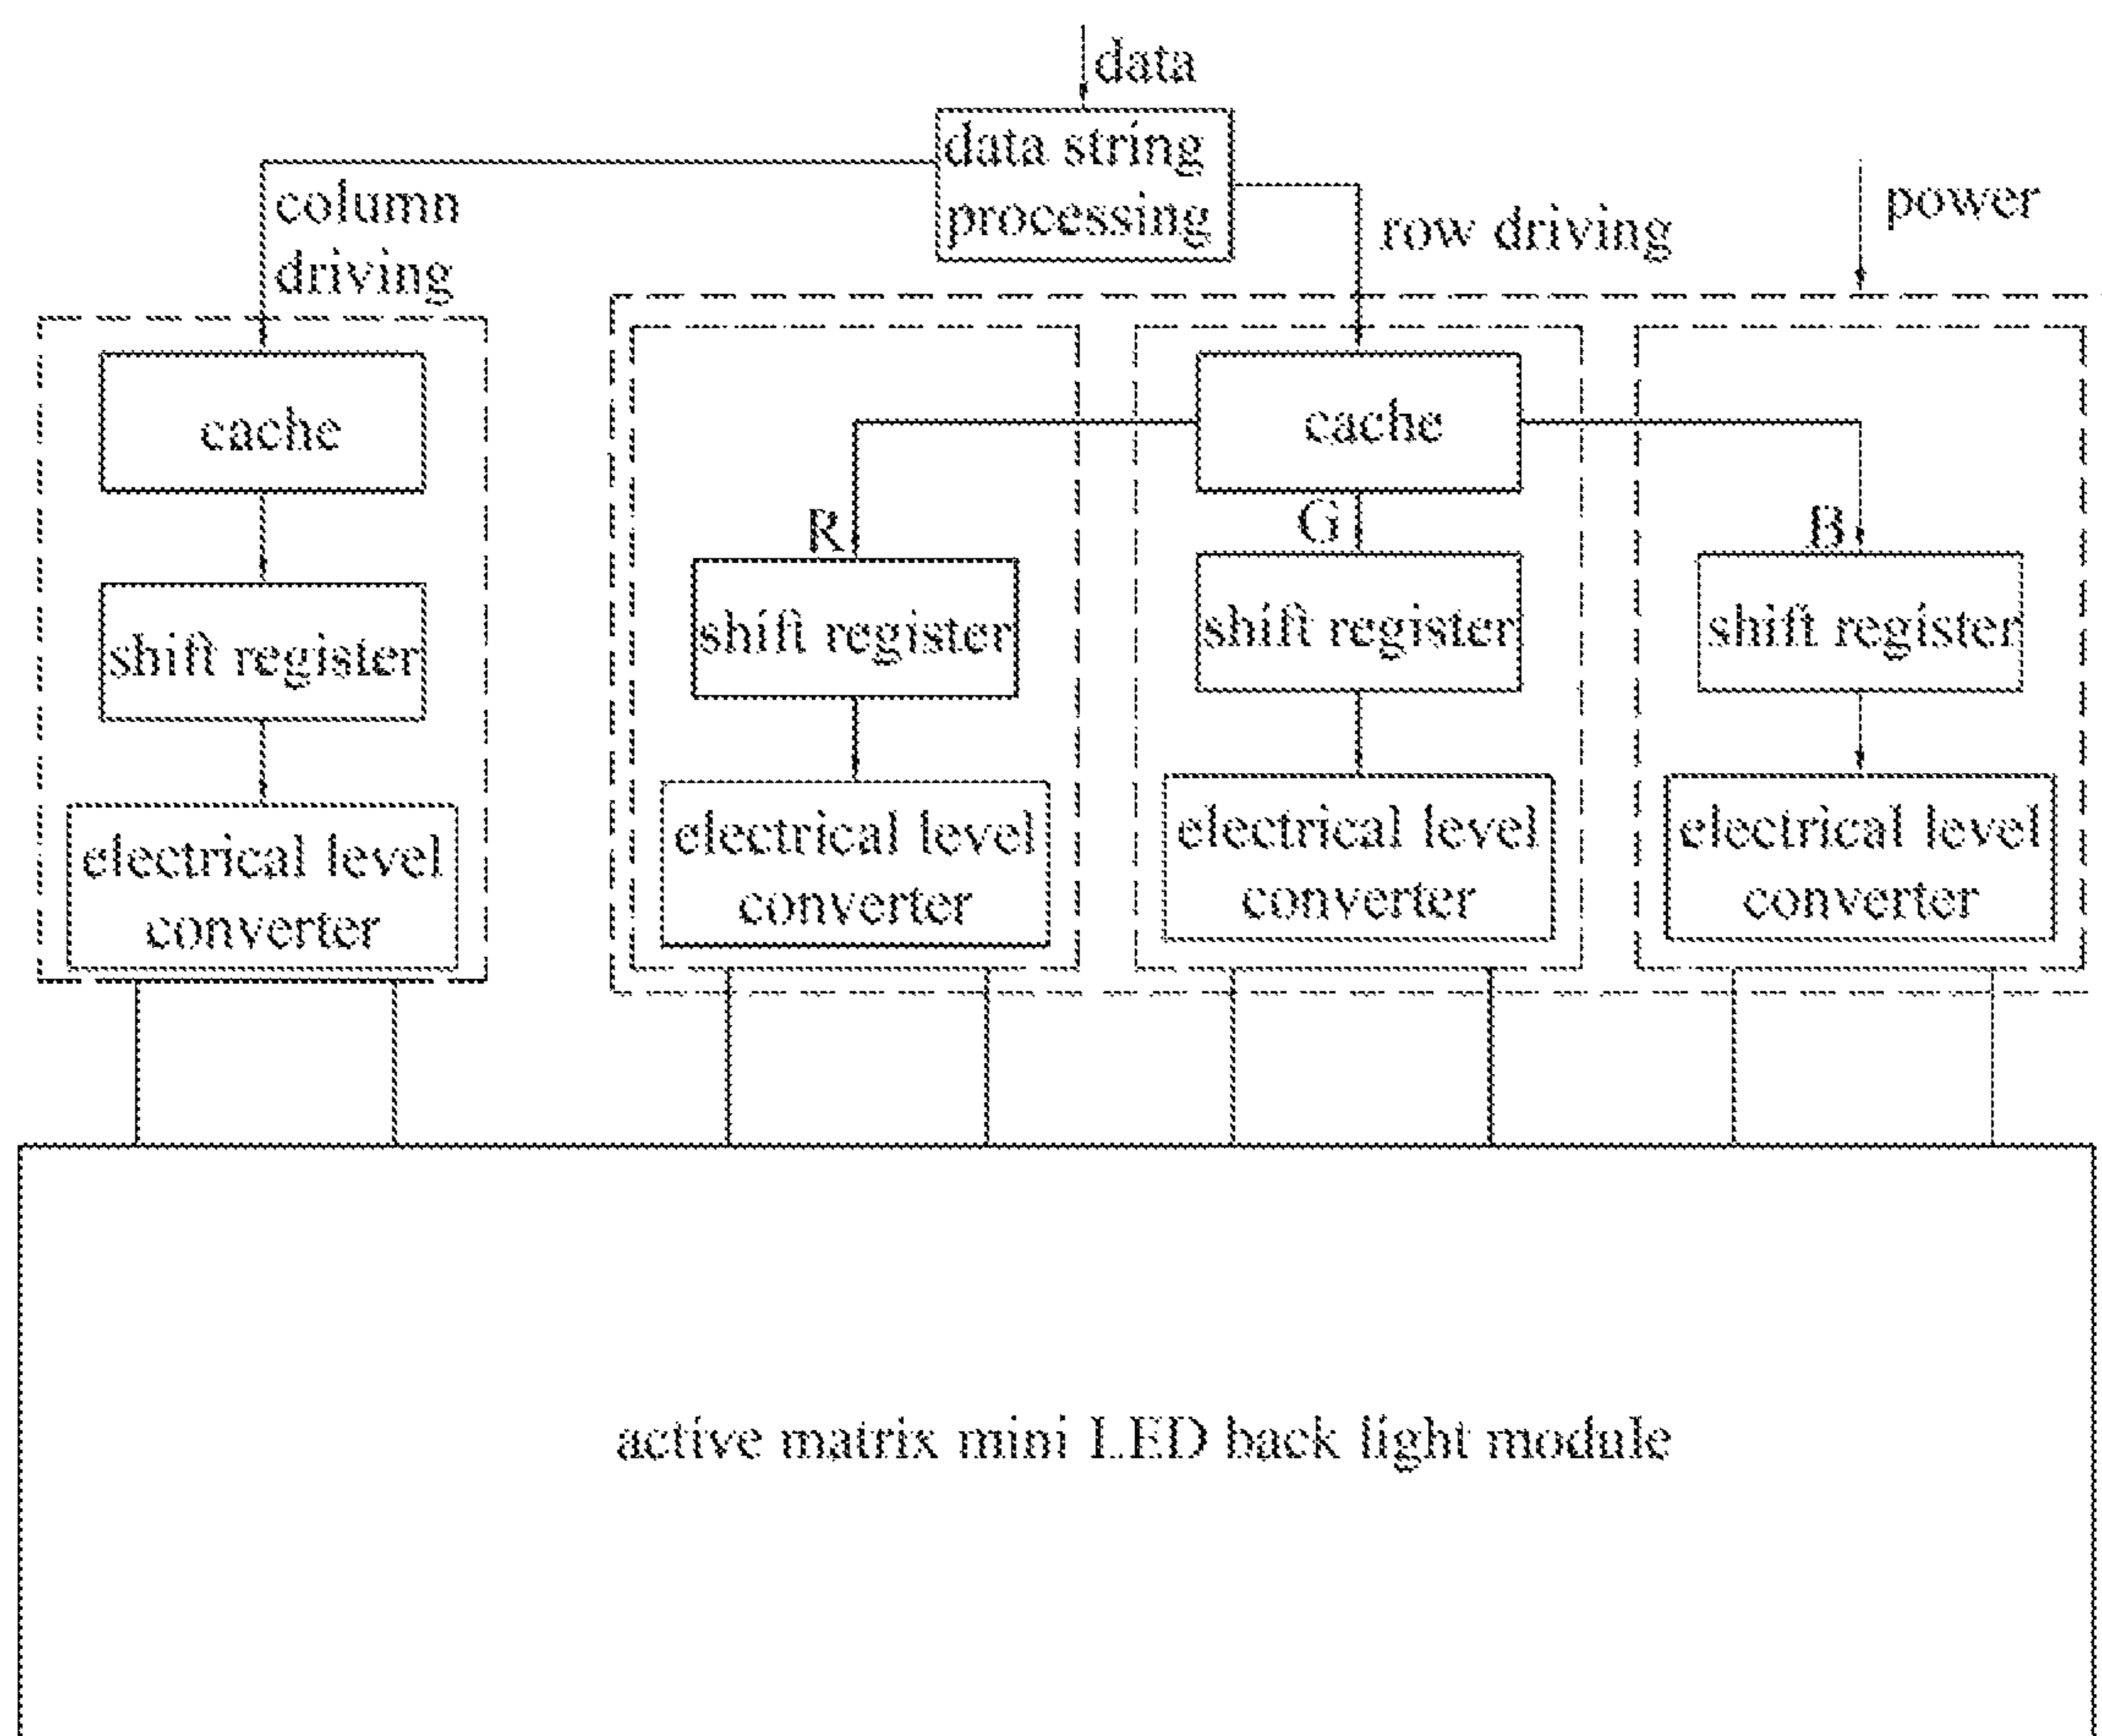 data
data string
processing
column
driving
row driving
power
cache
cache
R
G
B
shift register
shift register
shift register
shift register
electrical level
converter
electrical level
converter
electrical level
converter
electrical level
converter
active matrix mini LED back light module